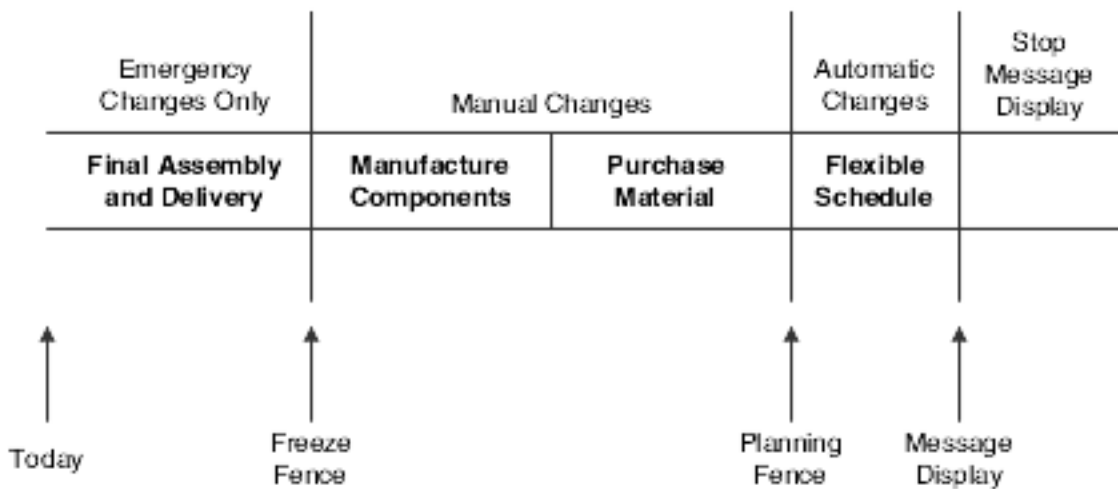 Emergency
Changes Only
Manual Changes
Automatic
Changes
Stop
Message
Display
Final Assembly
and Delivery
Manufacture
Components
Purchase
Material
Flexible
Schedule
Today
Freeze
Fence
Planning
Fence
Message
Display